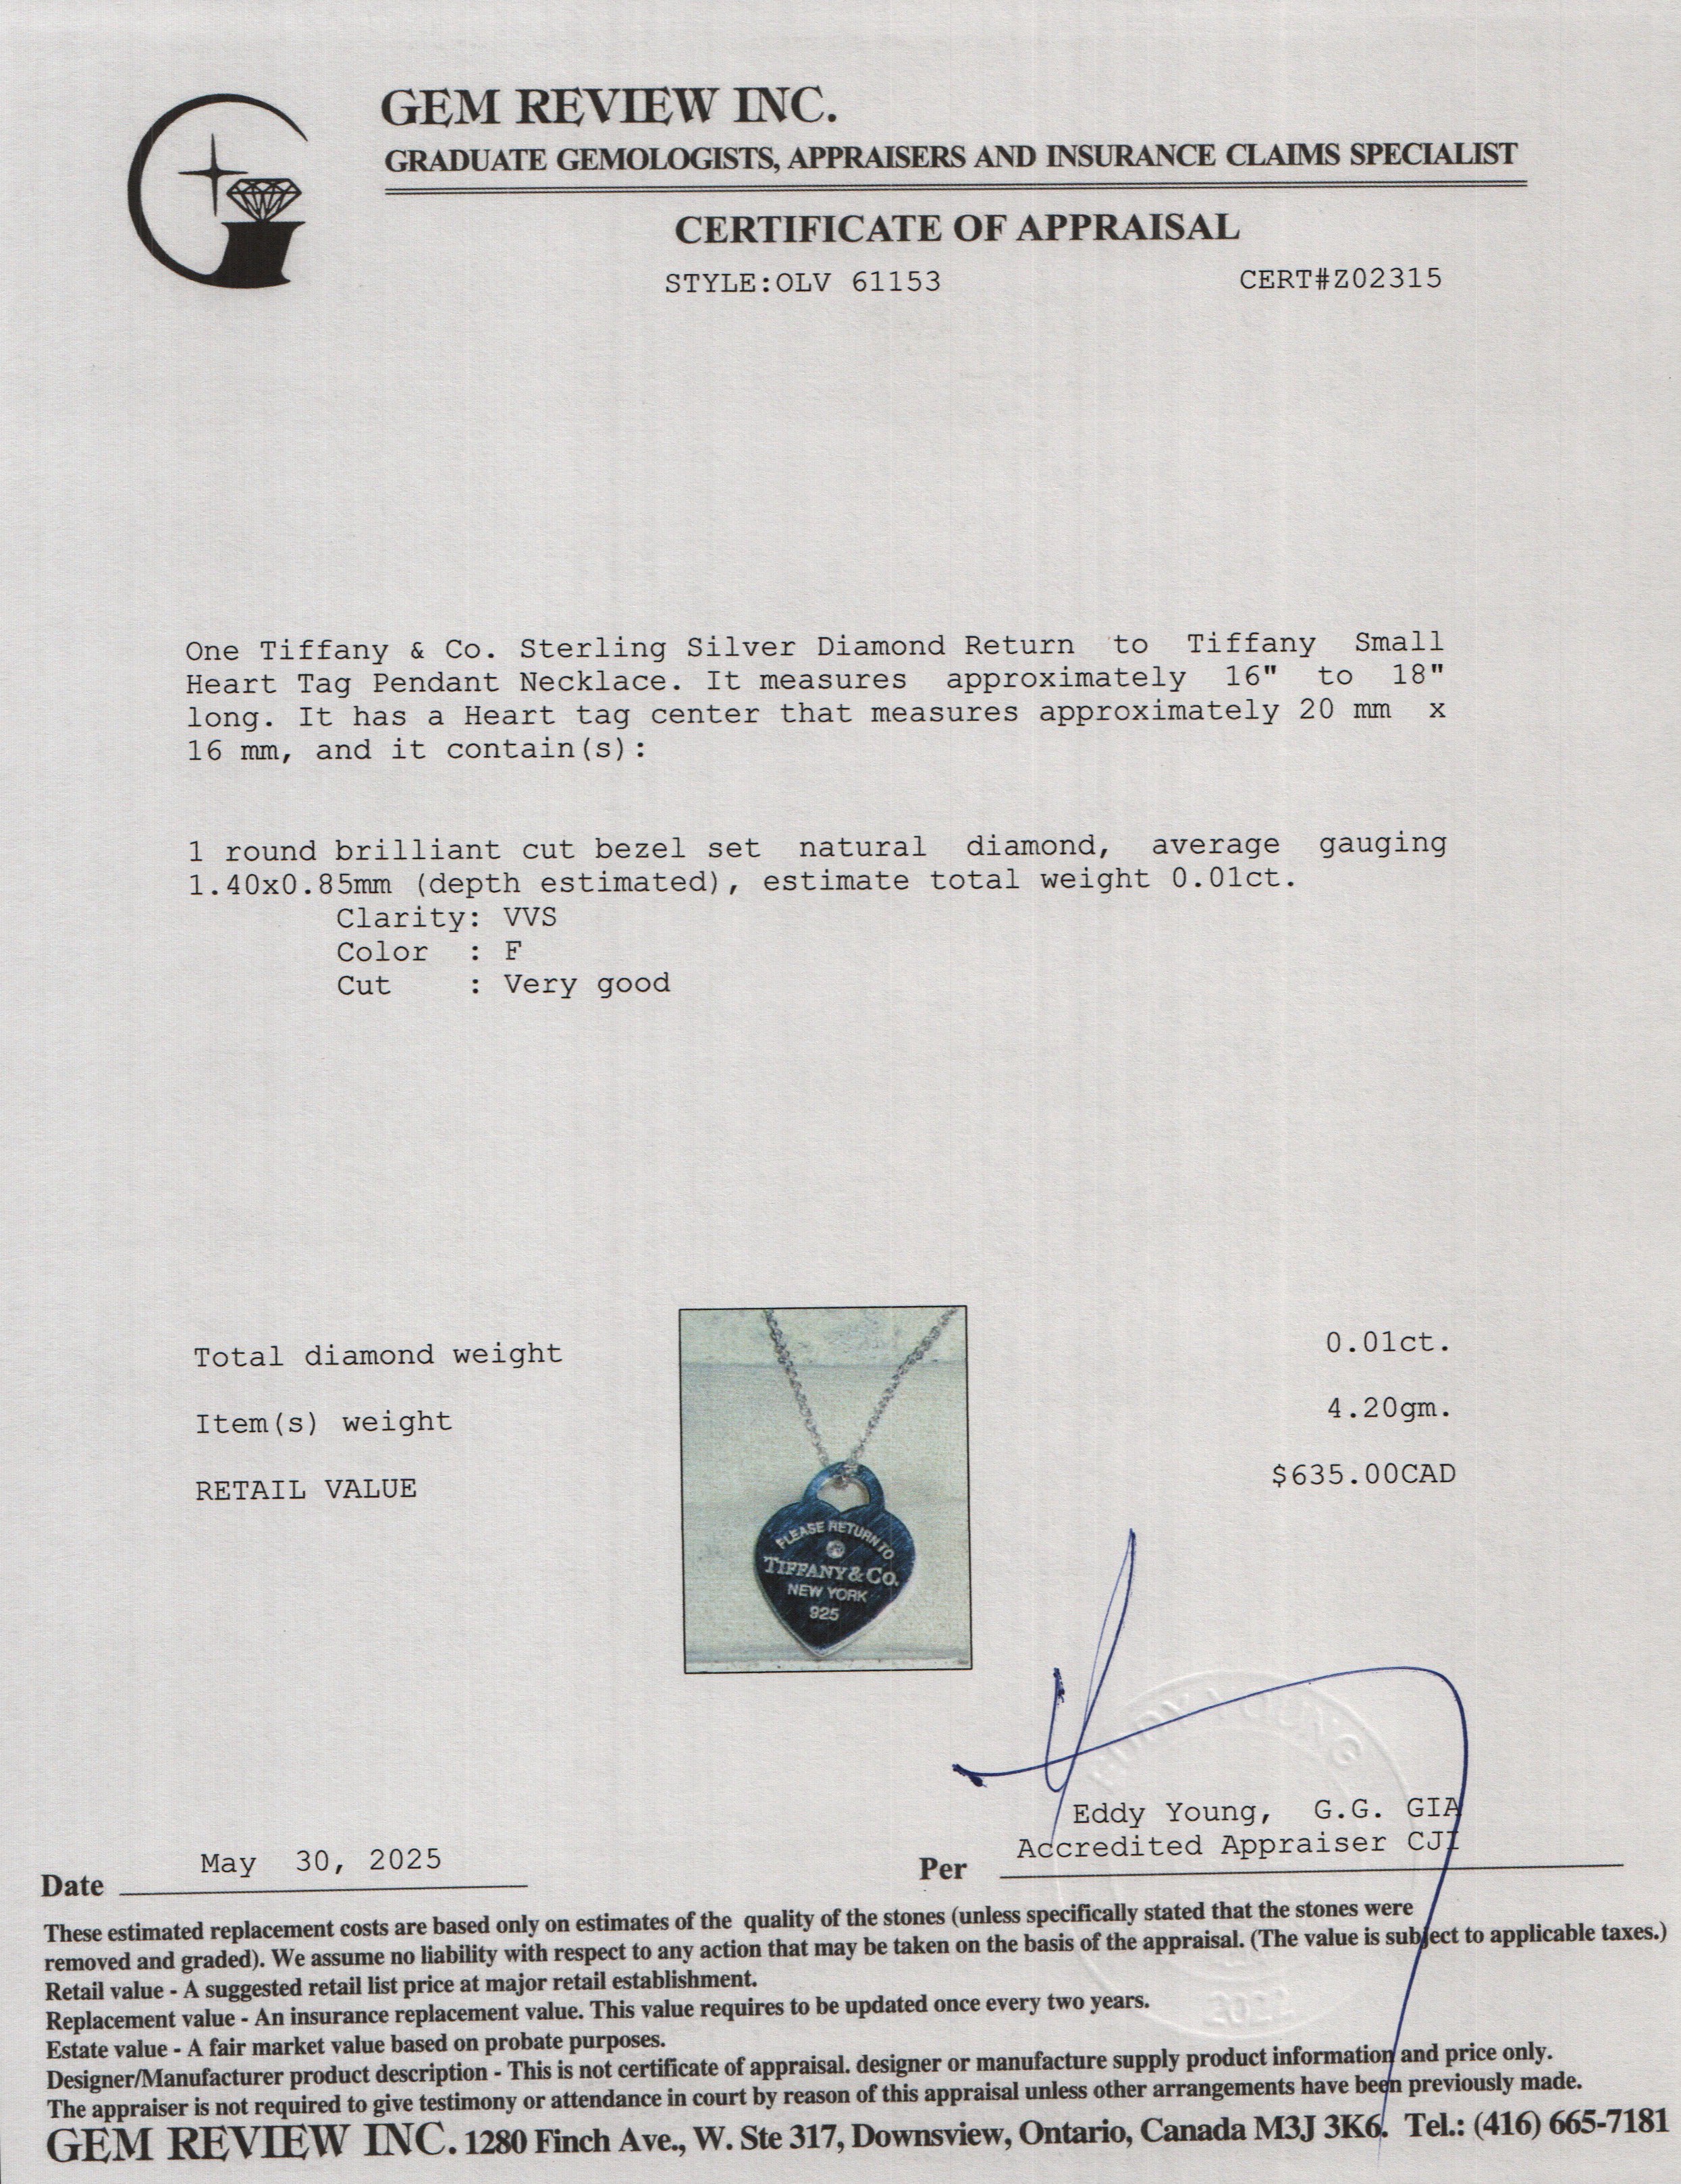 GEM REVIEW INC.
GRADUATE GEMOLOGISTS, APPRAISERS AND INSURANCE CLAIMS SPECIALIST
CERTIFICATE OF APPRAISAL
STYLE:OLV 61153 CERT#Z02315
One Tiffany & Co. Sterling Silver Diamond Return to Tiffany Small
Heart Tag Pendant Necklace. It measures approximately 16" to 18"
long. It has a Heart tag center that measures approximately 20 mm x
16 mm, and it contain(s):
1 round brilliant cut bezel set natural diamond, average gauging
1.40x0.85mm (depth estimated), estimate total weight 0.01ct.
Clarity: VVS
Color : F
Cut : Very good
Total diamond weight 0.01ct.
Item(s) weight 4.20gm.
RETAIL VALUE $635.00CAD
PLEASE RETURN TO
TIFFANY & CO.
NEW YORK
925
Eddy Young, G.G. GIA
Accredited Appraiser CJI
Date May 30, 2025 Per
These estimated replacement costs are based only on estimates of the quality of the stones (unless specifically stated that the stones were
removed and graded). We assume no liability with respect to any action that may be taken on the basis of the appraisal. (The value is subject to applicable taxes.)
Retail value - A suggested retail list price at major retail establishment.
Replacement value - An insurance replacement value. This value requires to be updated once every two years.
Estate value - A fair market value based on probate purposes.
Designer/Manufacturer product description - This is not certificate of appraisal. designer or manufacture supply product information and price only.
The appraiser is not required to give testimony or attendance in court by reason of this appraisal unless other arrangements have been previously made.
GEM REVIEW INC. 1280 Finch Ave., W. Ste 317, Downsview, Ontario, Canada M3J 3K6. Tel.: (416) 665-7181